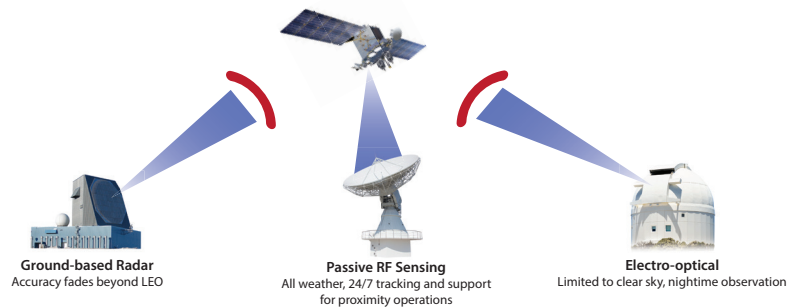 Ground-based Radar
Accuracy fades beyond LEO
Passive RF Sensing
All weather, 24/7 tracking and support
for proximity operations
Electro-optical
Limited to clear sky, nightime observation